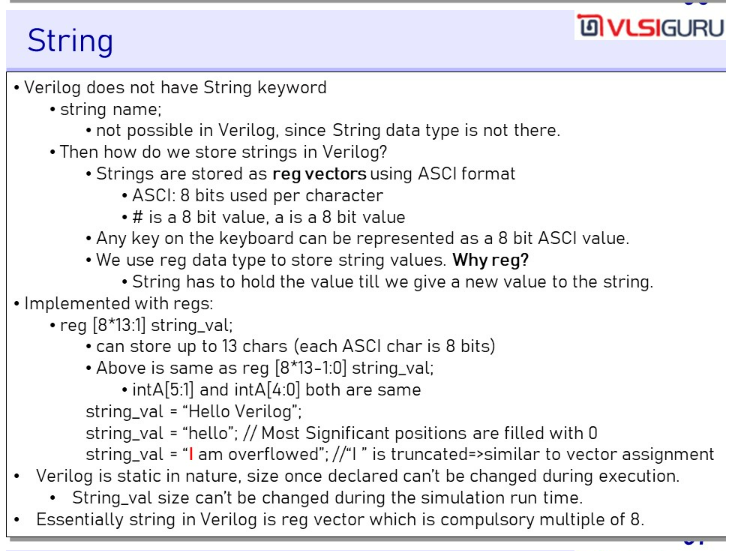 String
VLSIGURU
• Verilog does not have String keyword
• string name;
• not possible in Verilog, since String data type is not there.
• Then how do we store strings in Verilog?
• Strings are stored as reg vectors using ASCI format
• ASCI: 8 bits used per character
• # is a 8 bit value, a is a 8 bit value
• Any key on the keyboard can be represented as a 8 bit ASCI value.
• We use reg data type to store string values. Why reg?
• String has to hold the value till we give a new value to the string.
• Implemented with regs:
• reg [8*13:1] string_val;
• can store up to 13 chars (each ASCI char is 8 bits)
• Above is same as reg [8*13-1:0] string_val;
• intA[5:1] and intA[4:0] both are same
string_val = “Hello Verilog”;
string_val = “hello”; // Most Significant positions are filled with 0
string_val = “I am overflowed”; //“I ” is truncated=>similar to vector assignment
• Verilog is static in nature, size once declared can’t be changed during execution.
• String_val size can’t be changed during the simulation run time.
• Essentially string in Verilog is reg vector which is compulsory multiple of 8.